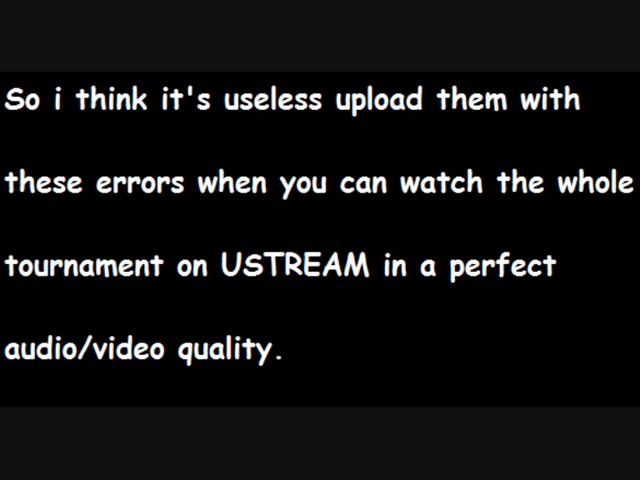 So i think it's useless upload them with
these errors when you can watch the whole
tournament on USTREAM in a perfect
audio/video quality.